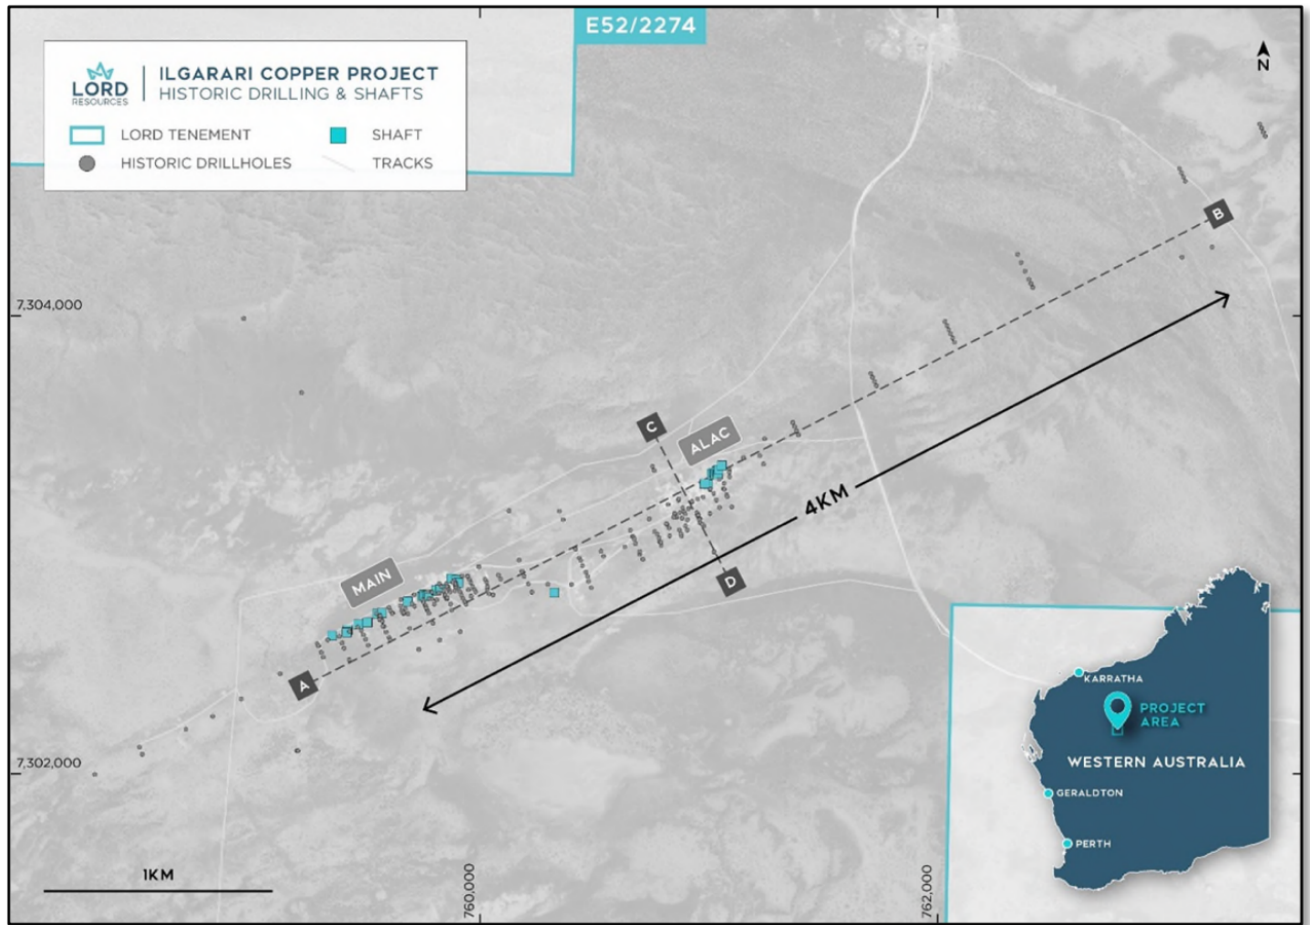 E52/2274
LORD
RESOURCES
ILGARARI COPPER PROJECT
HISTORIC DRILLING & SHAFTS
LORD TENEMENT
SHAFT
HISTORIC DRILLHOLES
TRACKS
N
B
7,304,000
C
ALAC
4KM
MAIN
D
A
KARRATHA
PROJECT
AREA
7,302,000
WESTERN AUSTRALIA
GERALDTON
PERTH
1KM
760,000
762,000